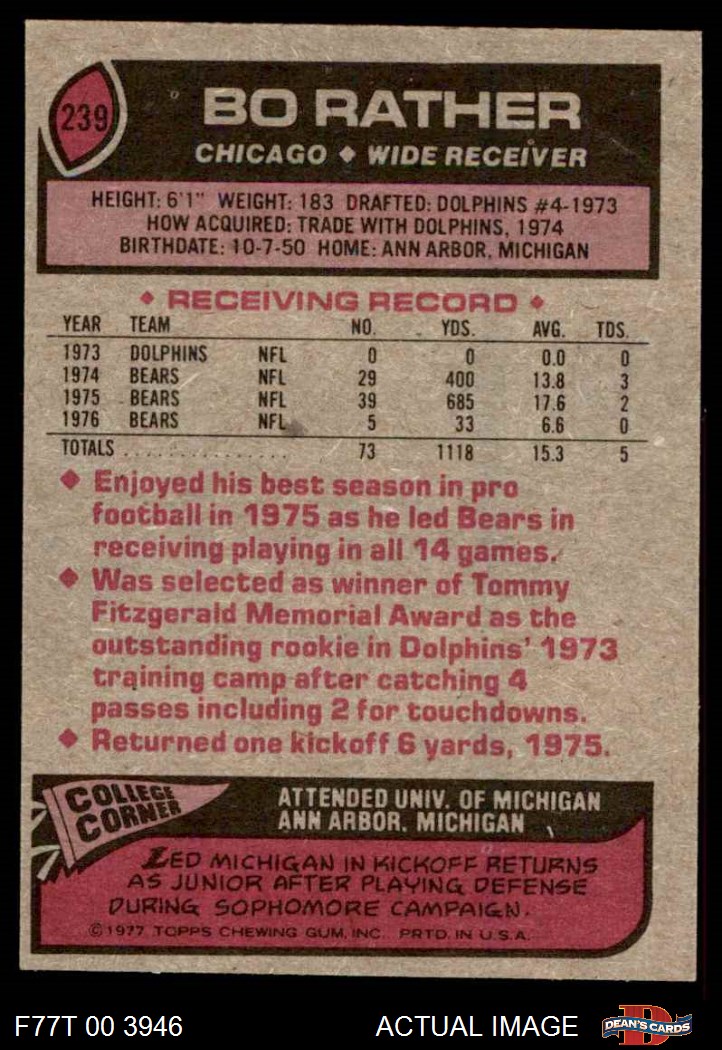 239
BO RATHER
CHICAGO ♦ WIDE RECEIVER
HEIGHT: 6'1" WEIGHT: 183 DRAFTED: DOLPHINS #4-1973
HOW ACQUIRED: TRADE WITH DOLPHINS, 1974
BIRTHDATE: 10-7-50 HOME: ANN ARBOR, MICHIGAN
♦ RECEIVING RECORD ♦
YEAR TEAM NO. YDS. AVG. TDS.
1973 DOLPHINS NFL 0 0 0.0 0
1974 BEARS NFL 29 400 13.8 3
1975 BEARS NFL 39 685 17.6 2
1976 BEARS NFL 5 33 6.6 0
TOTALS . . . . . . . . . . . . . . . 73 1118 15.3 5
♦ Enjoyed his best season in pro
football in 1975 as he led Bears in
receiving playing in all 14 games.
♦ Was selected as winner of Tommy
Fitzgerald Memorial Award as the
outstanding rookie in Dolphins' 1973
training camp after catching 4
passes including 2 for touchdowns.
♦ Returned one kickoff 6 yards, 1975.
COLLEGE
CORNER
ATTENDED UNIV. OF MICHIGAN
ANN ARBOR, MICHIGAN
LED MICHIGAN IN KICKOFF RETURNS
AS JUNIOR AFTER PLAYING DEFENSE
DURING SOPHOMORE CAMPAIGN.
©1977 TOPPS CHEWING GUM, INC. PRTD. IN U.S.A.
F77T 00 3946 ACTUAL IMAGE
D
DEAN'S CARDS